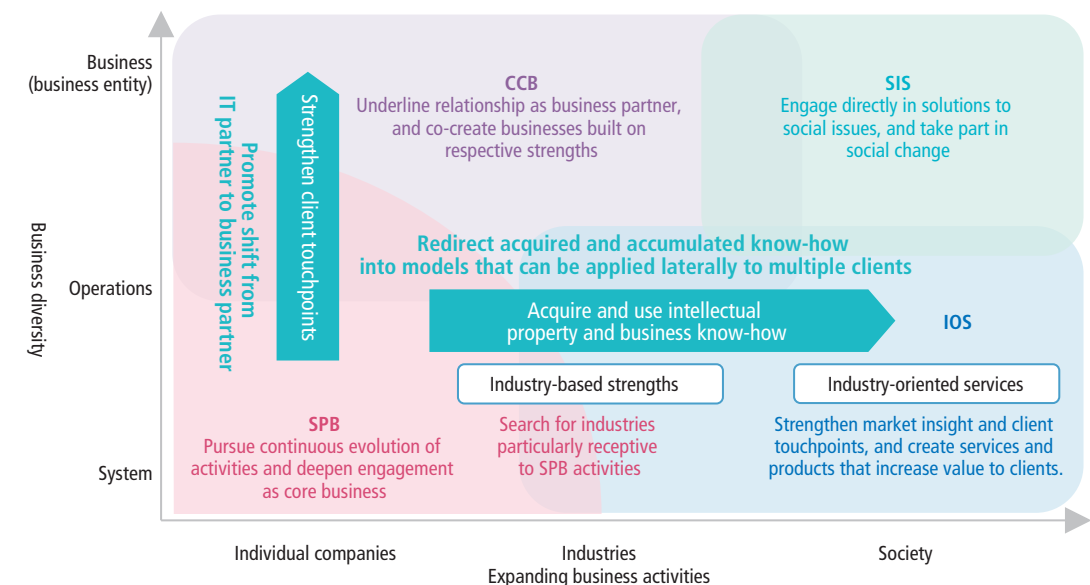 Business
(business entity)
Operations
System
Business diversity
IT partner to business partner
Promote shift from
Strengthen client touchpoints
CCB
Underline relationship as business partner,
and co-create businesses built on
respective strengths
SIS
Engage directly in solutions to
social issues, and take part in
social change
Redirect acquired and accumulated know-how
into models that can be applied laterally to multiple clients
Acquire and use intellectual
property and business know-how
IOS
Industry-based strengths
Industry-oriented services
SPB
Pursue continuous evolution of
activities and deepen engagement
as core business
Search for industries
particularly receptive
to SPB activities
Strengthen market insight and client
touchpoints, and create services and
products that increase value to clients.
Individual companies
Industries
Society
Expanding business activities